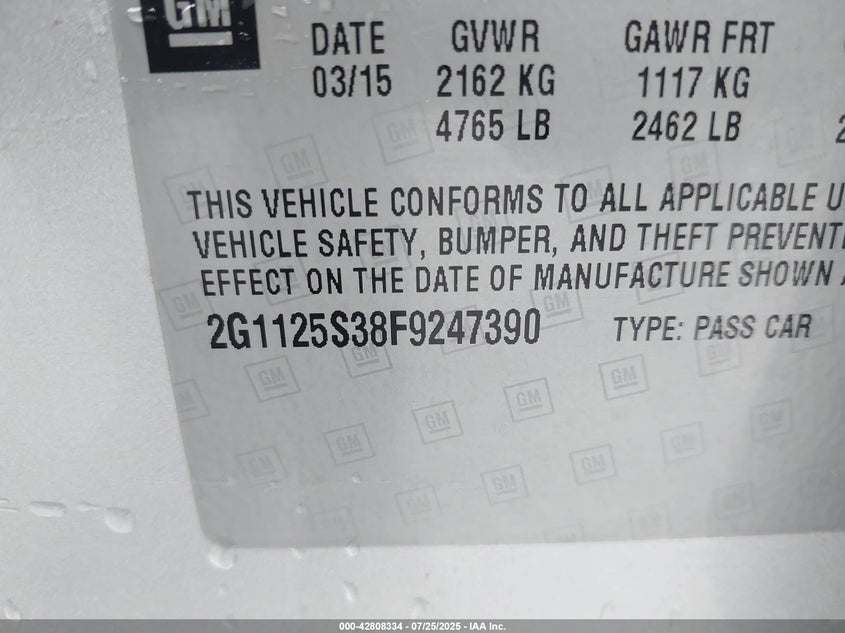 GM
DATE GVWR GAWR FRT
03/15 2162 KG 1117 KG
4765 LB 2462 LB 2
THIS VEHICLE CONFORMS TO ALL APPLICABLE U
VEHICLE SAFETY, BUMPER, AND THEFT PREVENTI
EFFECT ON THE DATE OF MANUFACTURE SHOWN A
2G1125S38F9247390 TYPE: PASS CAR
000-42808334 / 07/25/2025 - IAA Inc.